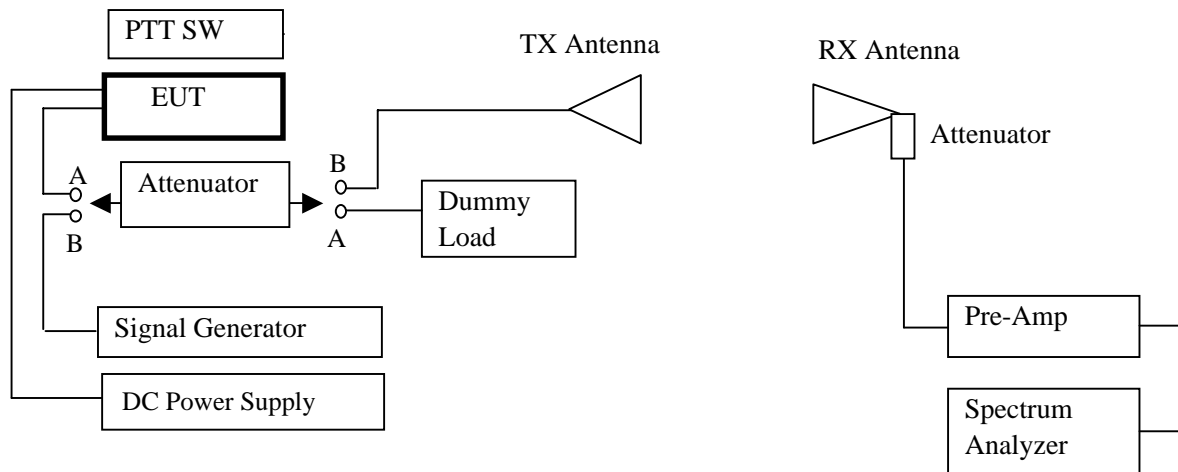 PTT SW
TX Antenna
RX Antenna
EUT
Attenuator
A
Attenuator
B
Dummy
Load
B
A
Signal Generator
Pre-Amp
DC Power Supply
Spectrum
Analyzer